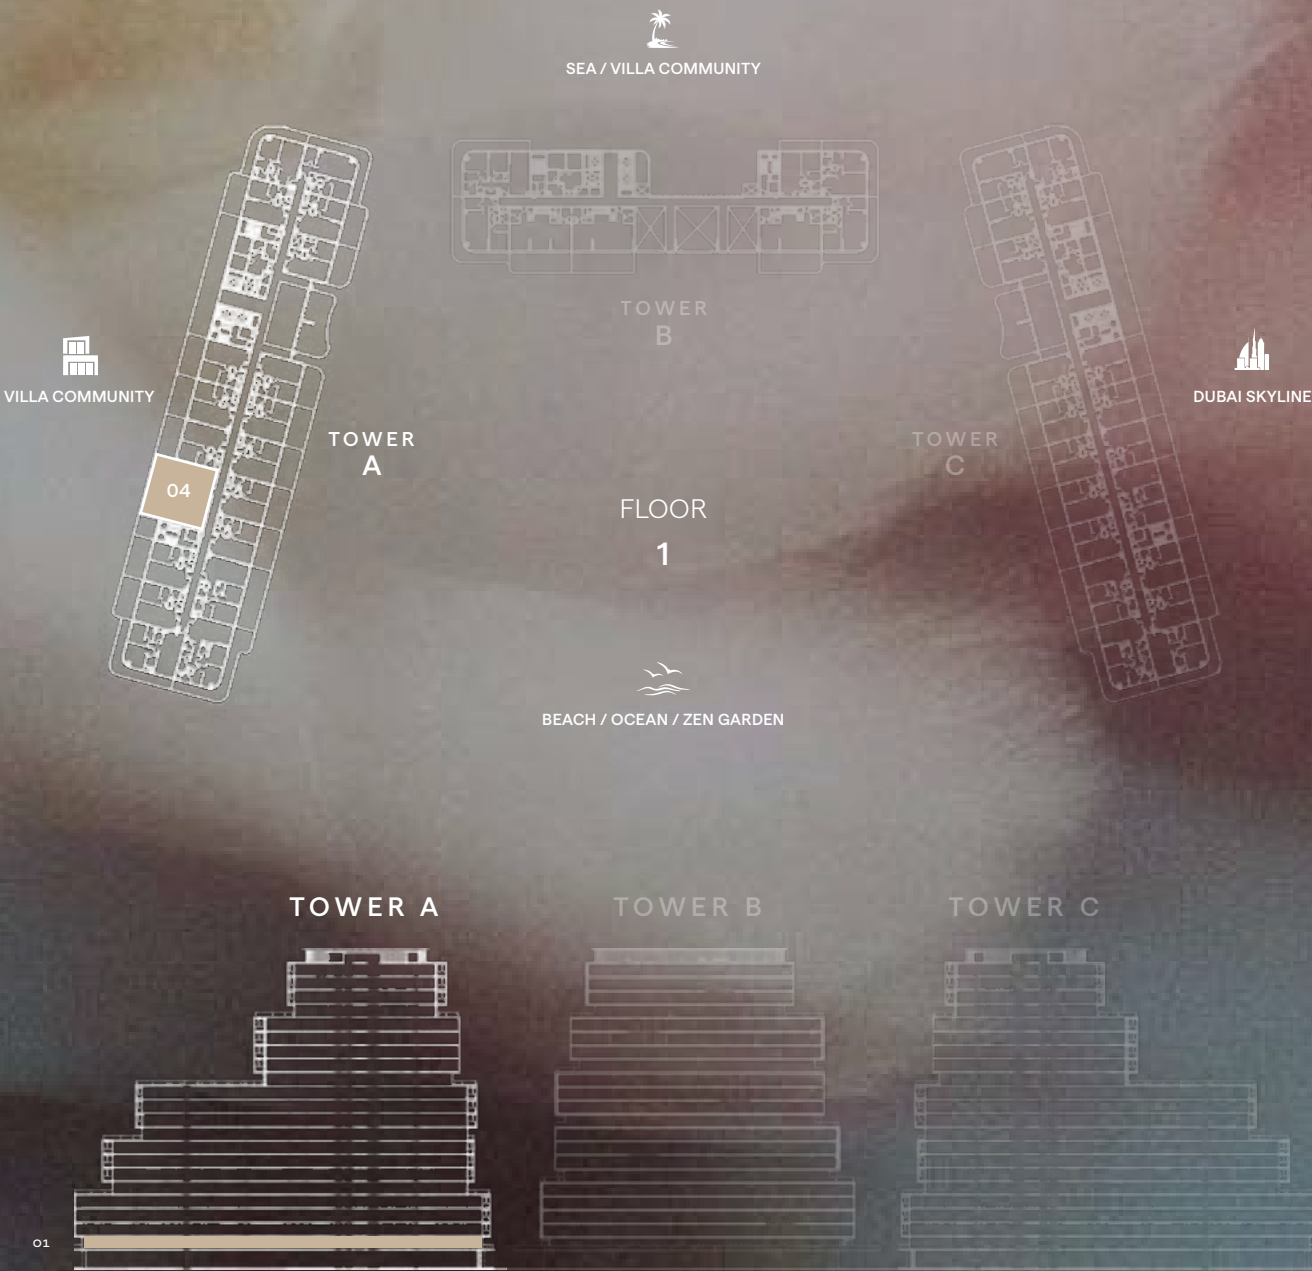 SEA / VILLA COMMUNITY
TOWER
B
VILLA COMMUNITY
DUBAI SKYLINE
TOWER
A
TOWER
C
04
FLOOR
1
BEACH / OCEAN / ZEN GARDEN
TOWER A
TOWER B
TOWER C
01